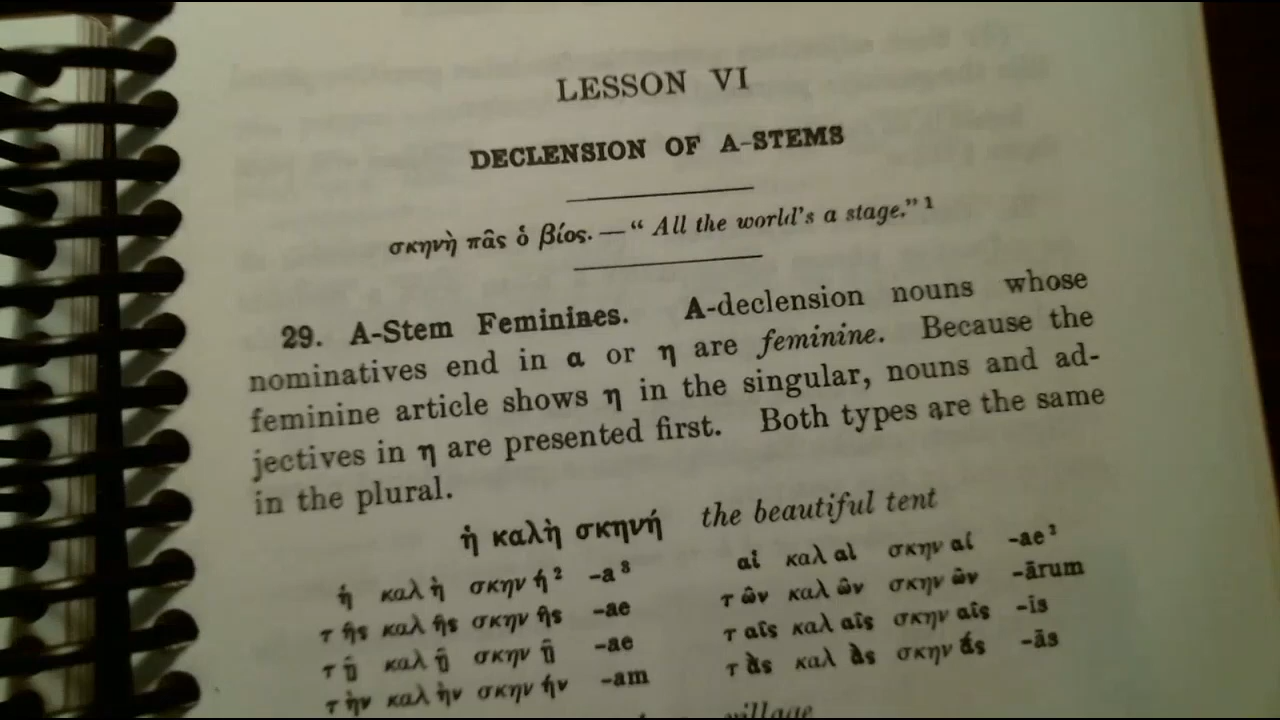 LESSON VI
DECLENSION OF A-STEMS
σκηνὴ πᾶς ὁ βίος. — “ All the world's a stage.” 1
29. A-Stem Feminines. A-declension nouns whose
nominatives end in α or η are feminine. Because the
feminine article shows η in the singular, nouns and ad-
jectives in η are presented first. Both types are the same
in the plural.
ἡ καλὴ σκηνή the beautiful tent
ἡ καλ ὴ σκην ή 2 -a 3 αἱ καλ αὶ σκην αί -ae 2
τ ῆς καλ ῆς σκην ῆς -ae τ ῶν καλ ῶν σκην ῶν -ārum
τ ῇ καλ ῇ σκην ῇ -ae τ αῖς καλ αῖς σκην αῖς -īs
τ ὴν καλ ὴν σκην ήν -am τ ὰς καλ ὰς σκην άς -ās
village